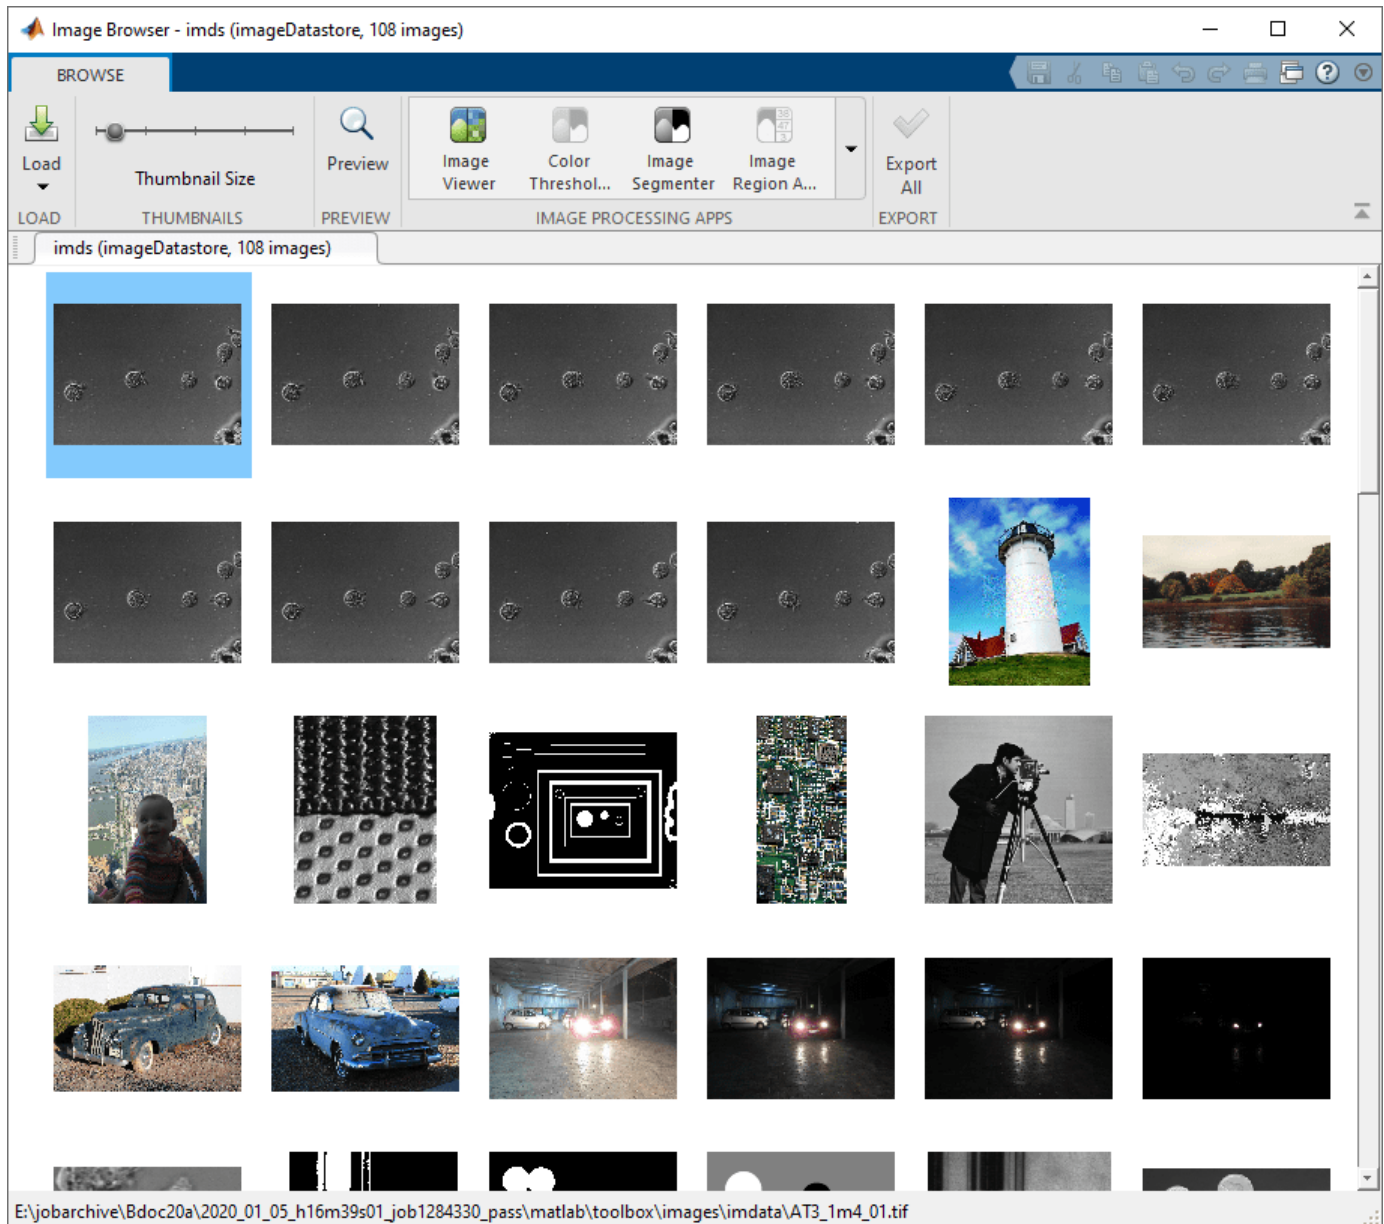 Image Browser - imds (imageDatastore, 108 images)
BROWSE
Load
Thumbnail Size
Preview
Image
Viewer
Color
Threshol...
Image
Segmenter
Image
Region A...
Export
All
LOAD
THUMBNAILS
PREVIEW
IMAGE PROCESSING APPS
EXPORT
imds (imageDatastore, 108 images)
E:\jobarchive\Bdoc20a\2020_01_05_h16m39s01_job1284330_pass\matlab\toolbox\images\imdata\AT3_1m4_01.tif